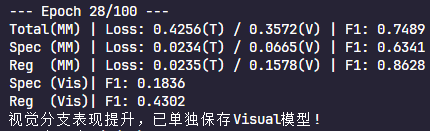 --- Epoch 28/100 ---
Total(MM) | Loss: 0.4256(T) / 0.3572(V) | F1: 0.7489
Spec (MM) | Loss: 0.0234(T) / 0.0665(V) | F1: 0.6341
Reg  (MM) | Loss: 0.0235(T) / 0.1578(V) | F1: 0.8628
Spec (Vis)| F1: 0.1836
Reg  (Vis)| F1: 0.4302
视觉分支表现提升，已单独保存Visual模型！